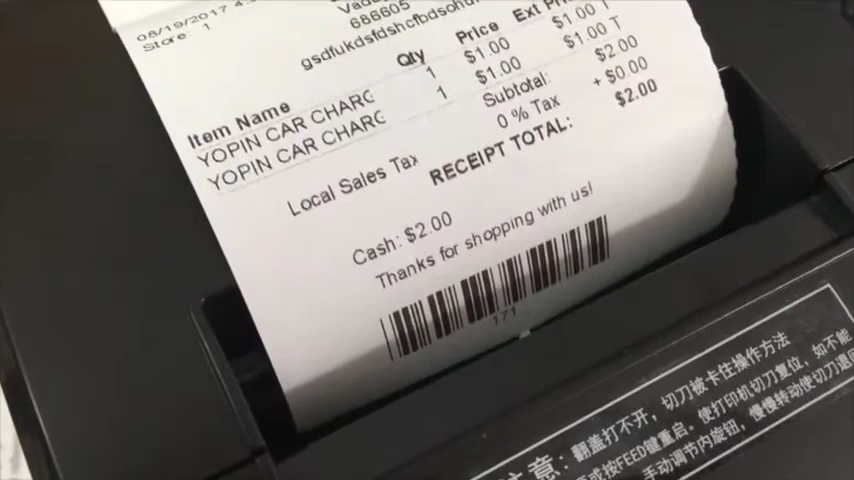 08/19/2017
Store: 1
686605
gsdfukdsfdshcfbdsohu
Item Name Qty Price Ext
YOPIN CAR CHARG 1 $1.00 $1.00 T
YOPIN CAR CHARG 1 $1.00 $1.00 T
Subtotal: $2.00
Local Sales Tax 0 % Tax + $0.00
RECEIPT TOTAL: $2.00
Cash: $2.00
Thanks for shopping with us!
171
注意：翻盖打不开，切刀被卡住操作方法
或按FEED键重启。使打印机切刀复位，如不能
手动调节内旋钮，慢慢转动使切刀退回